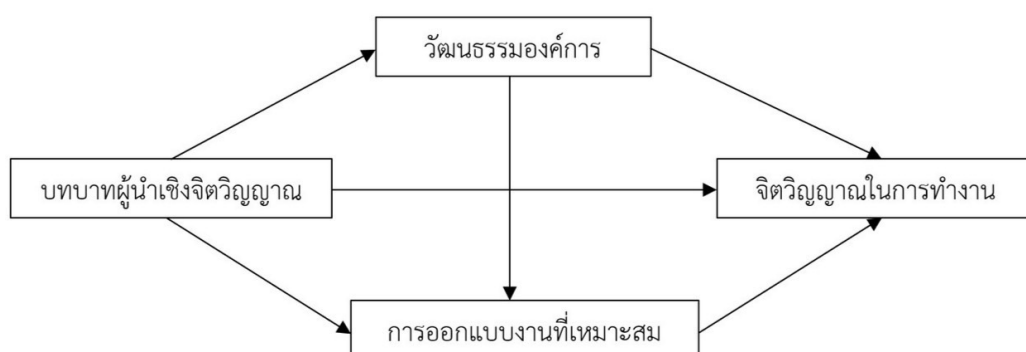 วัฒนธรรมองค์การ
บทบาทผู้นำเชิงจิตวิญญาณ
จิตวิญญาณในการทำงาน
การออกแบบงานที่เหมาะสม